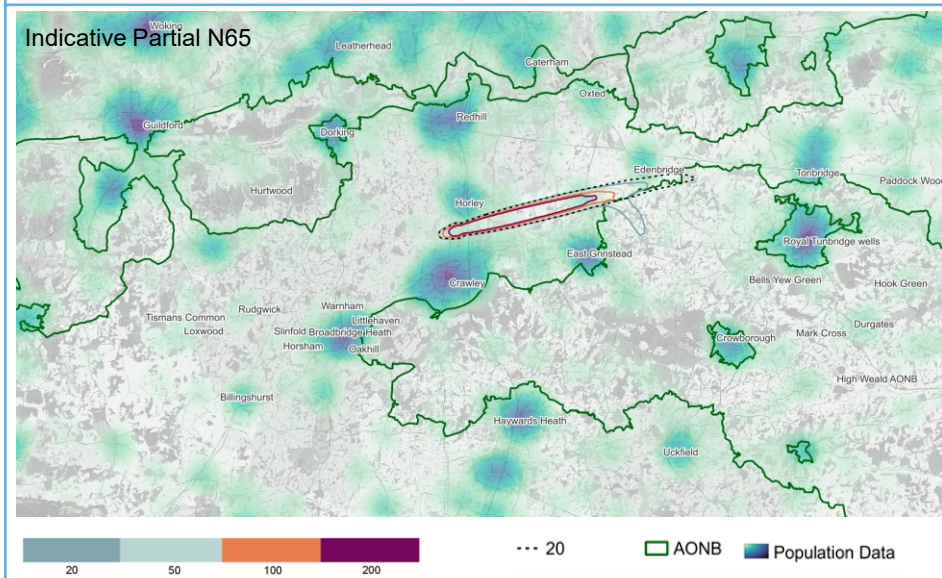 Indicative Partial N65
Woking
Leatherhead
Caterham
Oxted
Guildford
Redhill
Dorking
Edenbridge
Tonbridge
Paddock Wood
Hurtwood
Horley
Royal Tunbridge wells
East Grinstead
Crawley
Bells Yew Green
Hook Green
Warnham
Rudgwick
Tismans Common
Littlehaven
Loxwood
Slinfold Broadbridge Heath
Durgates
Mark Cross
Crowborough
Horsham
Oakhill
High Weald AONB
Billingshurst
Haywards Heath
Uckfield
20 50 100 200
20
AONB
Population Data